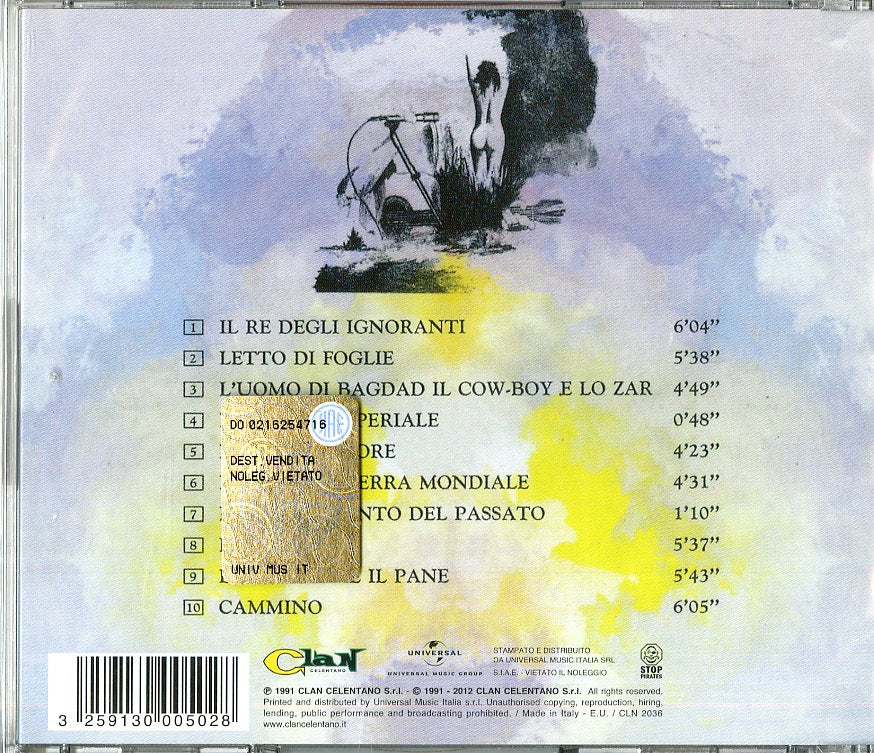 1 IL RE DEGLI IGNORANTI 6'04"
2 LETTO DI FOGLIE 5'38"
3 L'UOMO DI BAGDAD IL COW-BOY E LO ZAR 4'49"
4 PERIALE 0'48"
5 ORE 4'23"
6 ERRA MONDIALE 4'31"
7 NTO DEL PASSATO 1'10"
8 5'37"
9 E IL PANE 5'43"
10 CAMMINO 6'05"
DO 0216254716
SIAE
DEST. VENDITA
NOLEG. VIETATO
UNIV MUS IT
3 259130 005028
Clan
CELENTANO
UNIVERSAL
UNIVERSAL MUSIC GROUP
STAMPATO E DISTRIBUITO
DA UNIVERSAL MUSIC ITALIA SRL
S.I.A.E. - VIETATO IL NOLEGGIO
STOP
PIRATES
℗ 1991 CLAN CELENTANO S.r.l. - © 1991 - 2012 CLAN CELENTANO S.r.l. All rights reserved.
Printed and distributed by Universal Music Italia s.r.l. Unauthorised copying, reproduction, hiring,
lending, public performance and broadcasting prohibited. / Made in Italy - E.U. / CLN 2036
www.clancelentano.it